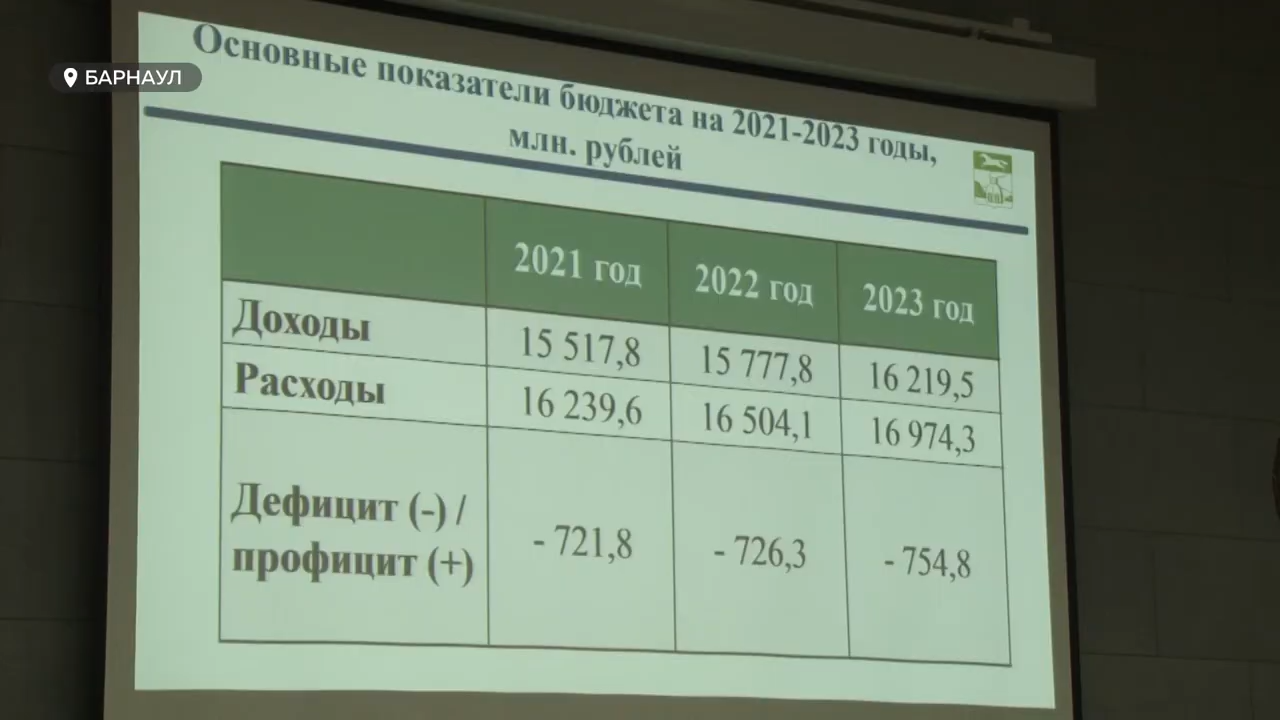 БАРНАУЛ
Основные показатели бюджета на 2021-2023 годы,
млн. рублей
2021 год 2022 год 2023 год
Доходы 15 517,8 15 777,8 16 219,5
Расходы 16 239,6 16 504,1 16 974,3
Дефицит (-) /
профицит (+) - 721,8 - 726,3 - 754,8